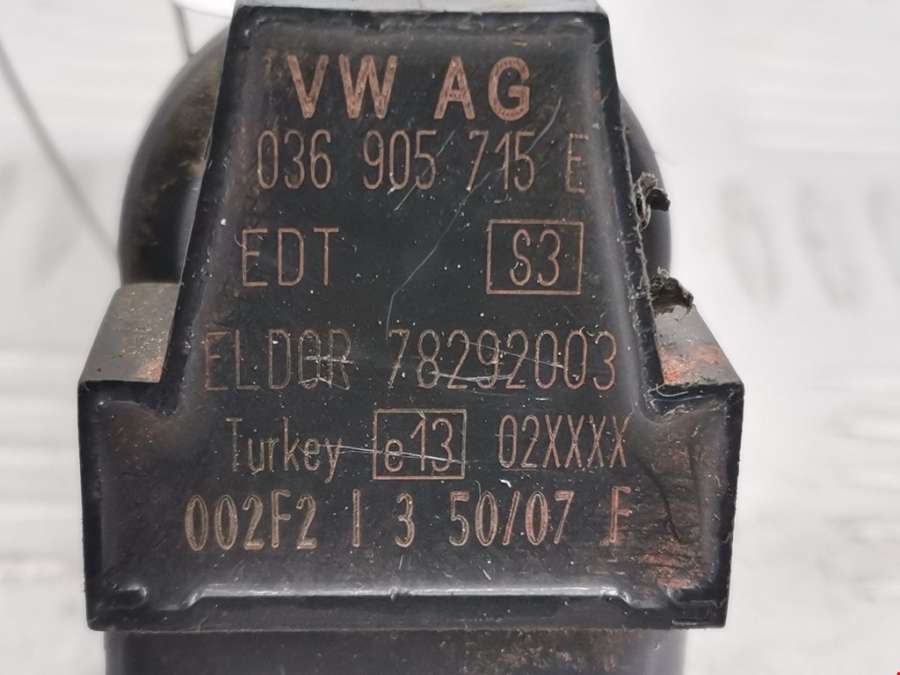 VW AG
036 905 715 E
EDT S3
ELDOR 78292003
Turkey e13 02XXXX
002F2 I 3 50/07 F